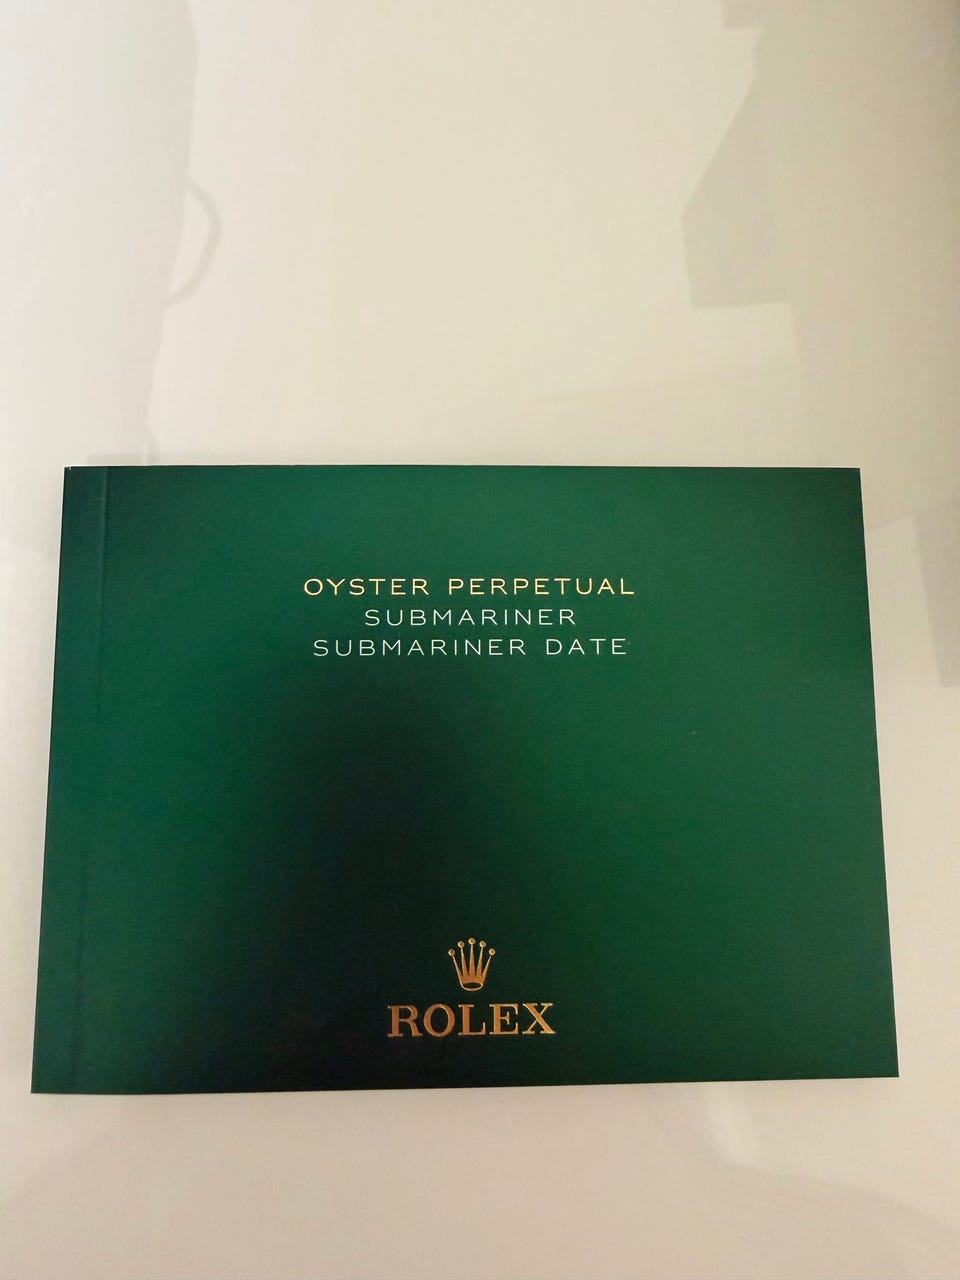 OYSTER PERPETUAL
SUBMARINER
SUBMARINER DATE
ROLEX